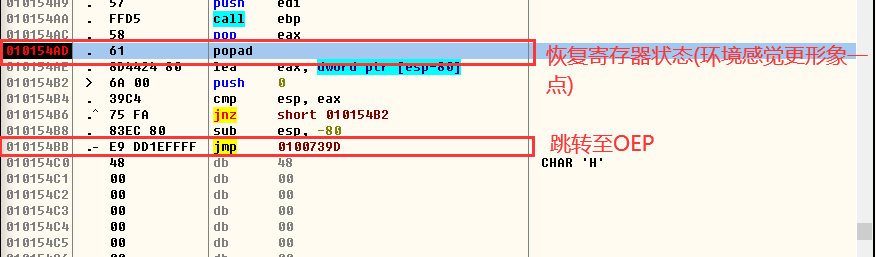 010154A9 . 57 push edi
010154AA . FFD5 call ebp
010154AC . 58 pop eax
010154AD . 61 popad
010154AE . 8D4424 80 lea eax, dword ptr [esp-80]
010154B2 > 6A 00 push 0
010154B4 . 39C4 cmp esp, eax
010154B6 .^ 75 FA jnz short 010154B2
010154B8 . 83EC 80 sub esp, -80
010154BB .- E9 DD1EFFFF jmp 0100739D
010154C0 48 db 48 CHAR 'H'
010154C1 00 db 00
010154C2 00 db 00
010154C3 00 db 00
010154C4 00 db 00
010154C5 00 db 00
恢复寄存器状态(环境感觉更形象一
点)
跳转至OEP